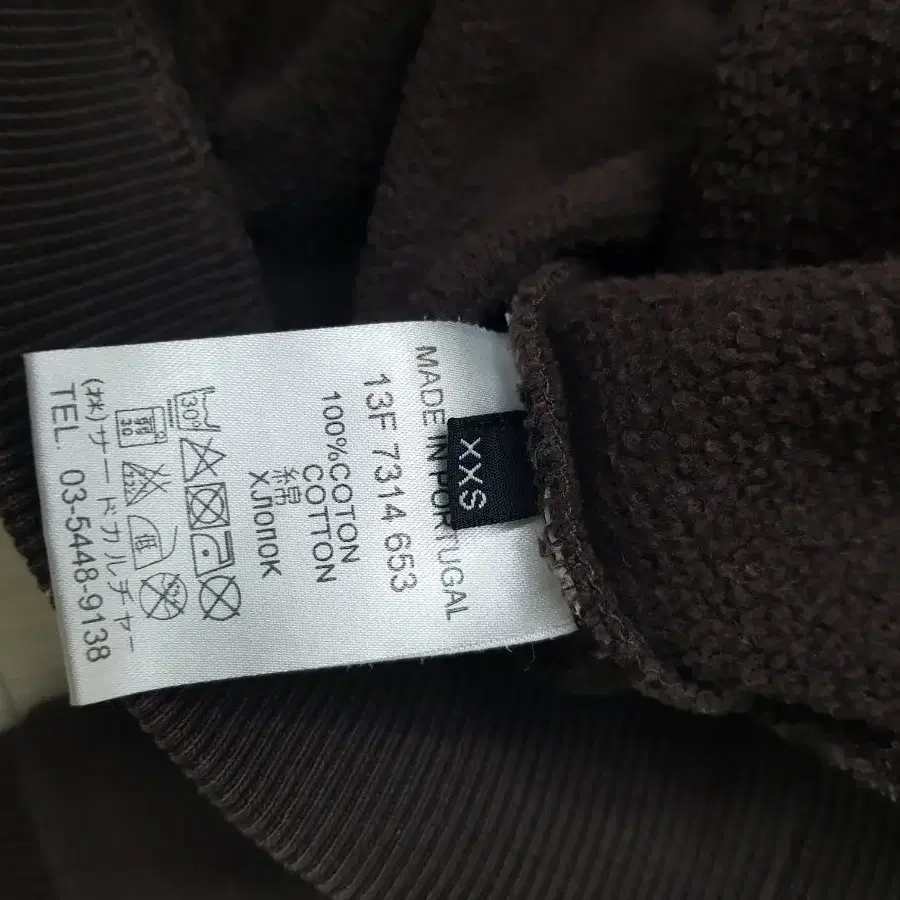 XXS
MADE IN PORTUGAL
13F 7314 653
100%COTON
COTTON
綿
ХЛОПОК
30°
(株)サードカルチャー
TEL. 03-5448-9138